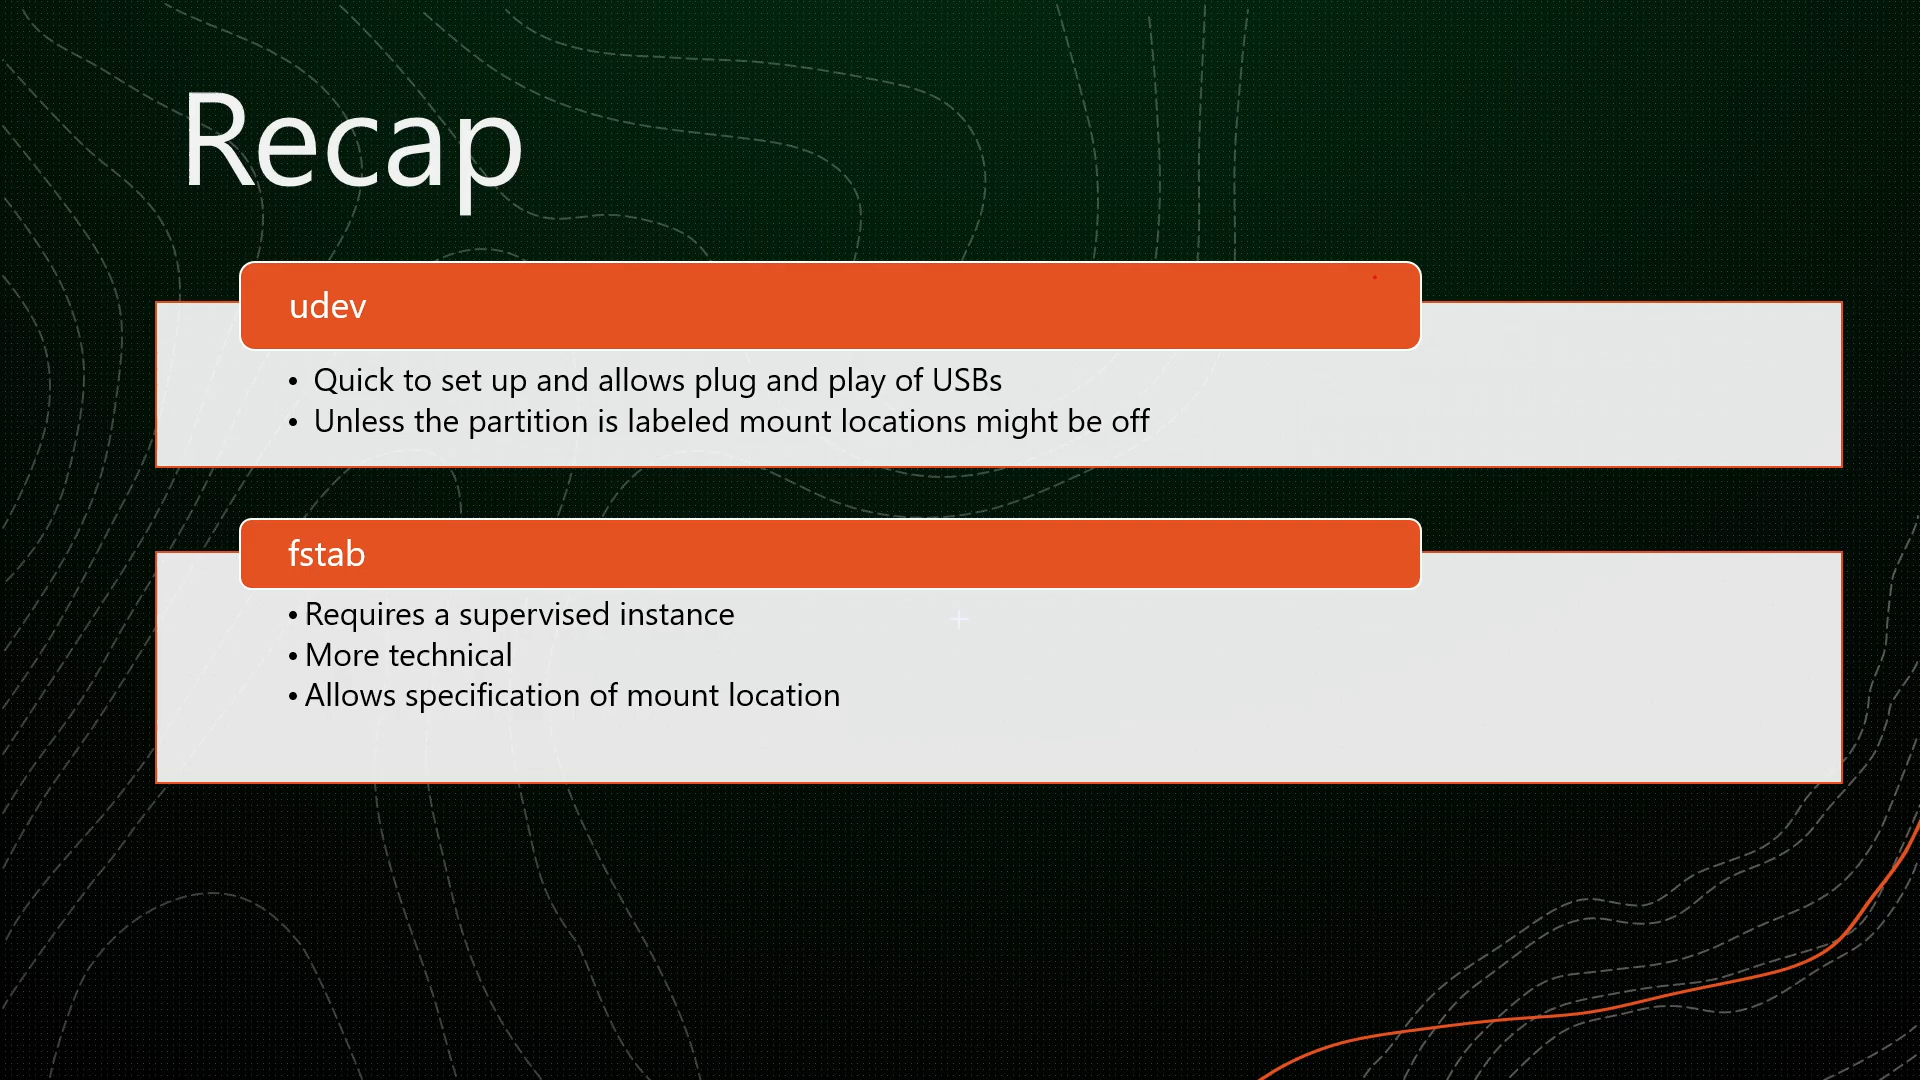 Recap
udev
• Quick to set up and allows plug and play of USBs
• Unless the partition is labeled mount locations might be off
fstab
• Requires a supervised instance
• More technical
• Allows specification of mount location